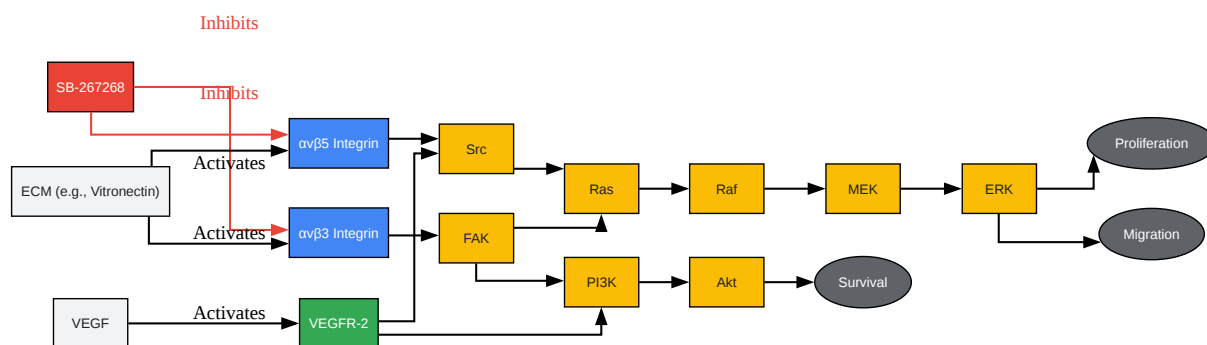 Inhibits
SB-267268
Inhibits
αvβ5 Integrin
Src
Proliferation
Activates
ECM (e.g., Vitronectin)
Ras
Raf
MEK
ERK
Activates
αvβ3 Integrin
FAK
Migration
PI3K
Akt
Survival
VEGF
Activates
VEGFR-2